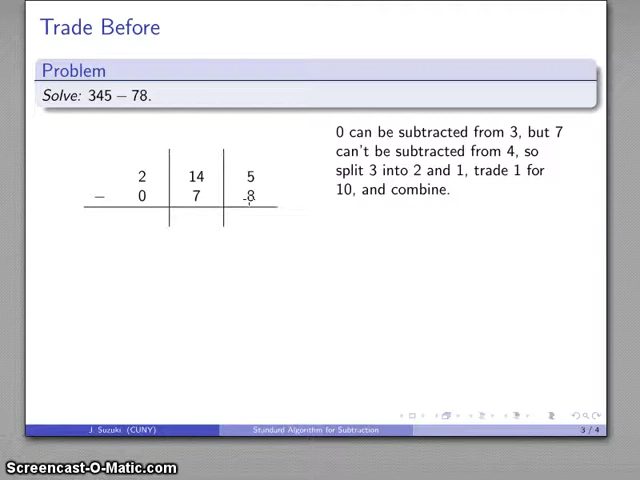 Trade Before
Problem
Solve: 345 − 78.
0 can be subtracted from 3, but 7
can't be subtracted from 4, so
split 3 into 2 and 1, trade 1 for
10, and combine.
2 14 5
− 0 7 8
J. Suzuki (CUNY)
Standard Algorithm for Subtraction
3 / 4
Screencast-O-Matic.com